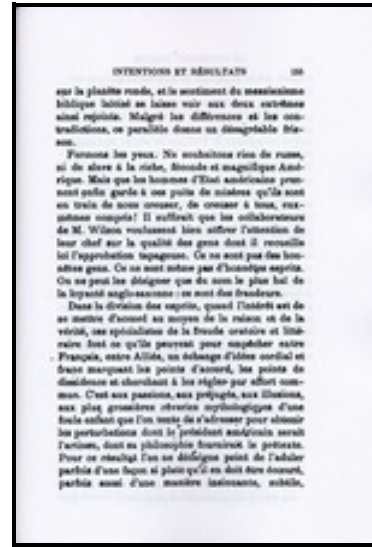 INTENTIONS ET RÉSULTATS
sur la planète ronde, et le sentiment du messianisme
biblique laïcisé se laisse voir aux deux extrêmes
ainsi rejoints. Malgré les différences et les con-
tradictions, ce parallèle donne un désagréable fris-
son.
Fermons les yeux. Ne souhaitons rien de russe,
ni de slave à la riche, féconde et magnifique Amé-
rique. Mais que les hommes d'État américains pren-
nent enfin garde à ces puits de misères qu'ils sont
en train de nous creuser, de creuser à tous, eux-
mêmes compris! Il suffirait que les collaborateurs
de M. Wilson voulussent bien attirer l'attention de
leur chef sur la qualité des gens dont il recueille
ici l'approbation tapageuse. Ce ne sont pas des hon-
nêtes gens. Ce ne sont même pas d'honnêtes esprits.
On ne peut les désigner que du nom le plus haï de
la loyauté anglo-saxonne : ce sont des fraudeurs.
Dans la division des esprits, quand l'intérêt est de
se mettre d'accord au moyen de la raison et de la
vérité, ces spécialistes de la fraude oratoire et litté-
raire font ce qu'ils peuvent pour empêcher entre
Français, entre Alliés, un échange d'idées cordial et
franc marquant les points d'accord, les points de
dissidence et cherchant à les régler par effort com-
mun. C'est aux passions, aux préjugés, aux illusions,
aux plus grossières rêveries mythologiques d'une
foule enfant que l'on tente de s'adresser pour obtenir
les perturbations dont le président américain serait
l'artisan, dont sa philosophie fournirait le prétexte.
Pour ce résultat l'on ne dédaigne point de l'aduler
parfois d'une façon si plate qu'il en doit être écœuré,
parfois aussi d'une manière insinuante, subtile,